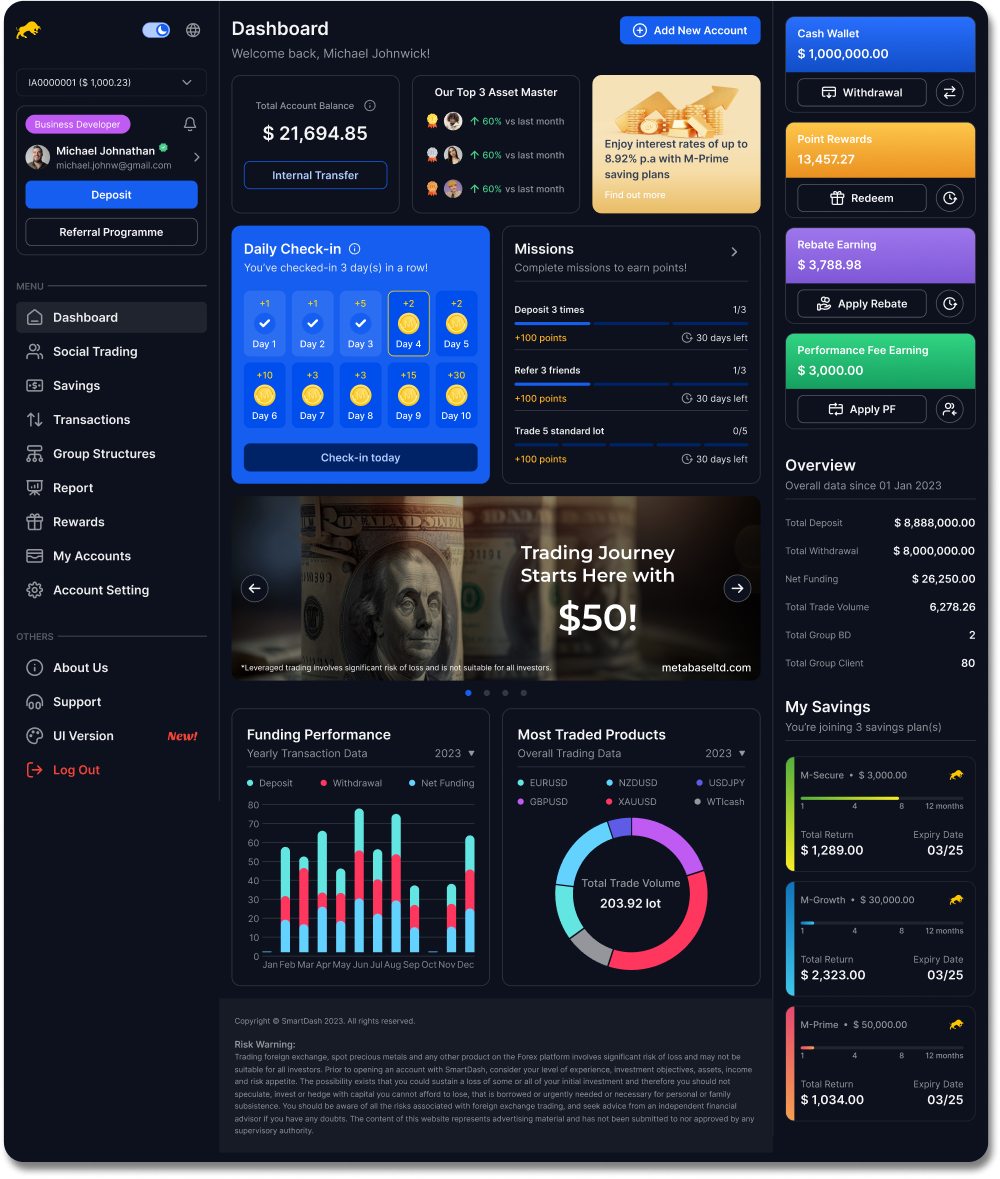 IA0000001 ($ 1,000.23)
Business Developer
Michael Johnathan
michael.johnw@gmail.com
Deposit
Referral Programme
MENU
Dashboard
Social Trading
Savings
Transactions
Group Structures
Report
Rewards
My Accounts
Account Setting
OTHERS
About Us
Support
UI Version New!
Log Out
Dashboard
Add New Account
Welcome back, Michael Johnwick!
Total Account Balance
$ 21,694.85
Internal Transfer
Our Top 3 Asset Master
60% vs last month
60% vs last month
60% vs last month
Enjoy interest rates of up to
8.92% p.a with M-Prime
saving plans
Find out more
Daily Check-in
You've checked-in 3 day(s) in a row!
+1 +1 +5 +2 +2
Day 1 Day 2 Day 3 Day 4 Day 5
+10 +3 +3 +15 +30
Day 6 Day 7 Day 8 Day 9 Day 10
Check-in today
Missions
Complete missions to earn points!
Deposit 3 times 1/3
+100 points 30 days left
Refer 3 friends 1/3
+100 points 30 days left
Trade 5 standard lot 0/5
+100 points 30 days left
Trading Journey
Starts Here with
$50!
*Leveraged trading involves significant risk of loss and is not suitable for all investors.
metabaseltd.com
Funding Performance
Yearly Transaction Data 2023
Deposit Withdrawal Net Funding
80
70
60
50
40
30
20
10
0
Jan Feb Mar Apr May Jun Jul Aug Sep Oct Nov Dec
Most Traded Products
Overall Trading Data 2023
EURUSD NZDUSD USDJPY
GBPUSD XAUUSD WTIcash
Total Trade Volume
203.92 lot
Copyright © SmartDash 2023. All rights reserved.
Risk Warning:
Trading foreign exchange, spot precious metals and any other product on the Forex platform involves significant risk of loss and may not be
suitable for all investors. Prior to opening an account with SmartDash, consider your level of experience, investment objectives, assets, income
and risk appetite. The possibility exists that you could sustain a loss of some or all of your initial investment and therefore you should not
speculate, invest or hedge with capital you cannot afford to lose, that is borrowed or urgently needed or necessary for personal or family
subsistence. You should be aware of all the risks associated with foreign exchange trading, and seek advice from an independent financial
advisor if you have any doubts. The content of this website represents advertising material and has not been submitted to nor approved by any
supervisory authority.
Cash Wallet
$ 1,000,000.00
Withdrawal
Point Rewards
13,457.27
Redeem
Rebate Earning
$ 3,788.98
Apply Rebate
Performance Fee Earning
$ 3,000.00
Apply PF
Overview
Overall data since 01 Jan 2023
Total Deposit $ 8,888,000.00
Total Withdrawal $ 8,000,000.00
Net Funding $ 26,250.00
Total Trade Volume 6,278.26
Total Group BD 2
Total Group Client 80
My Savings
You're joining 3 savings plan(s)
M-Secure • $ 3,000.00
1 4 8 12 months
Total Return Expiry Date
$ 1,289.00 03/25
M-Growth • $ 30,000.00
1 4 8 12 months
Total Return Expiry Date
$ 2,323.00 03/25
M-Prime • $ 50,000.00
1 4 8 12 months
Total Return Expiry Date
$ 1,034.00 03/25